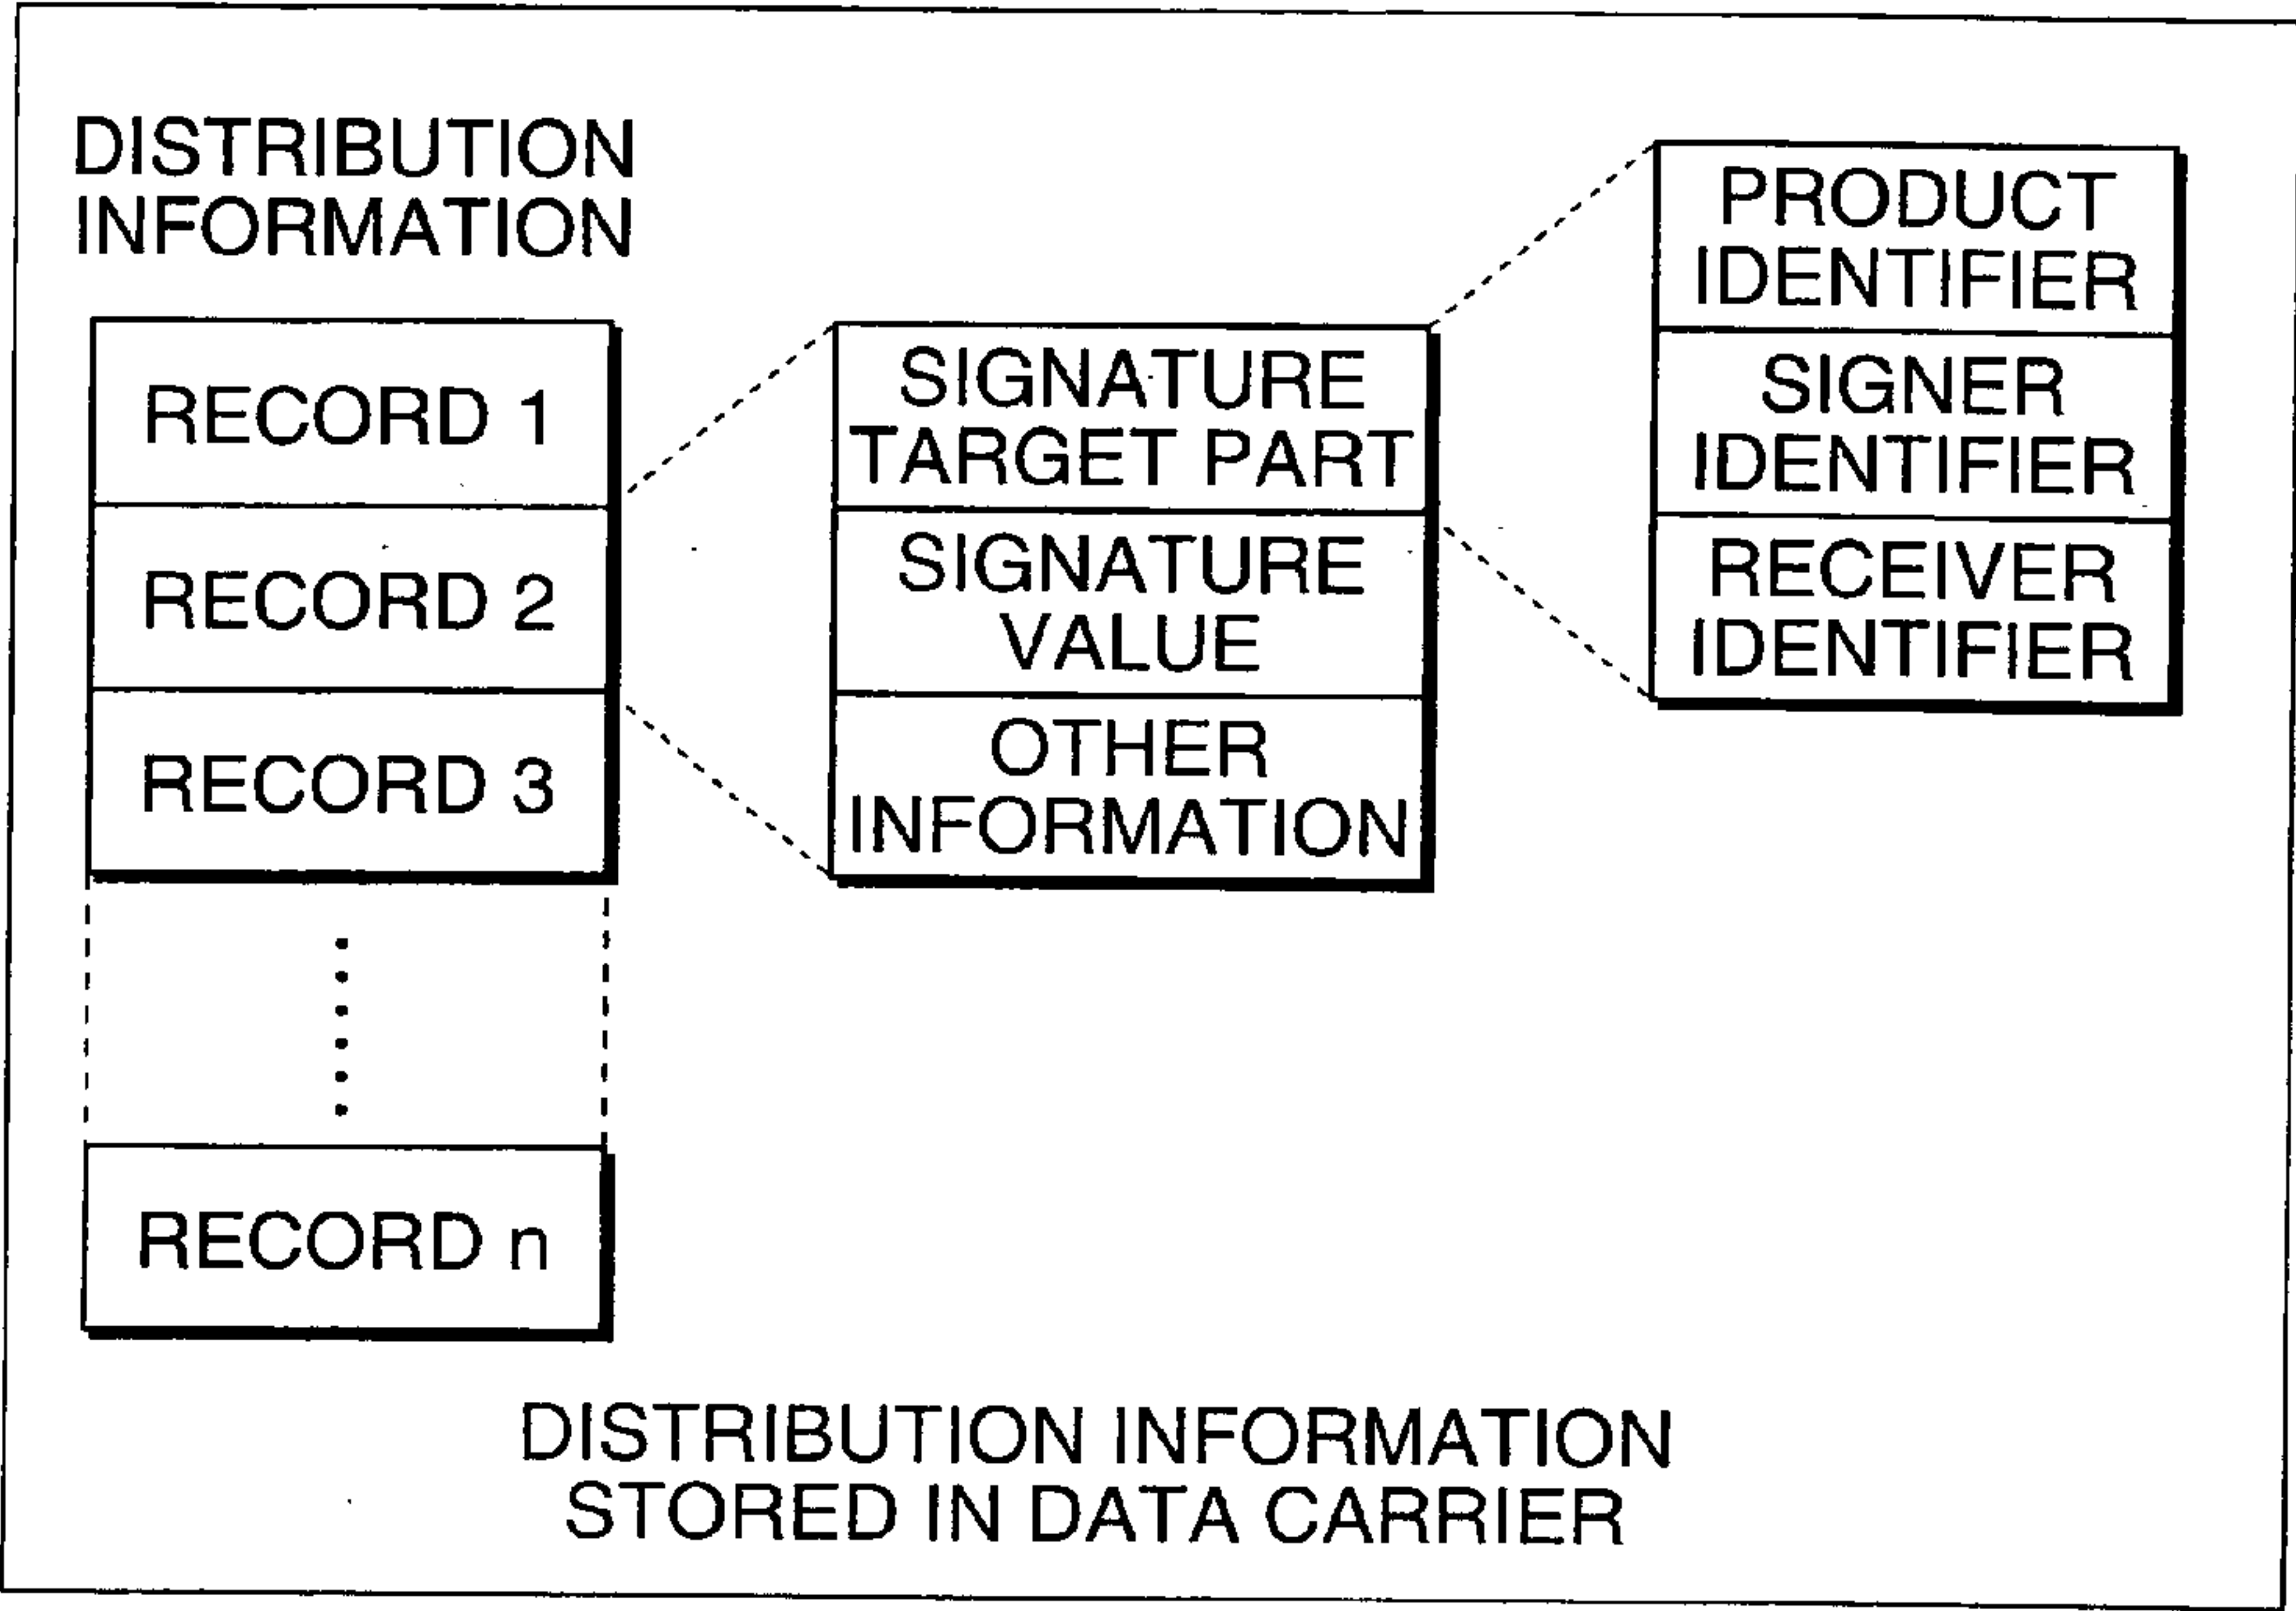 DISTRIBUTION
INFORMATION
RECORD 1
RECORD 2
RECORD 3
RECORD n
SIGNATURE
TARGET PART
SIGNATURE
VALUE
OTHER
INFORMATION
PRODUCT
IDENTIFIER
SIGNER
IDENTIFIER
RECEIVER
IDENTIFIER
DISTRIBUTION INFORMATION
STORED IN DATA CARRIER